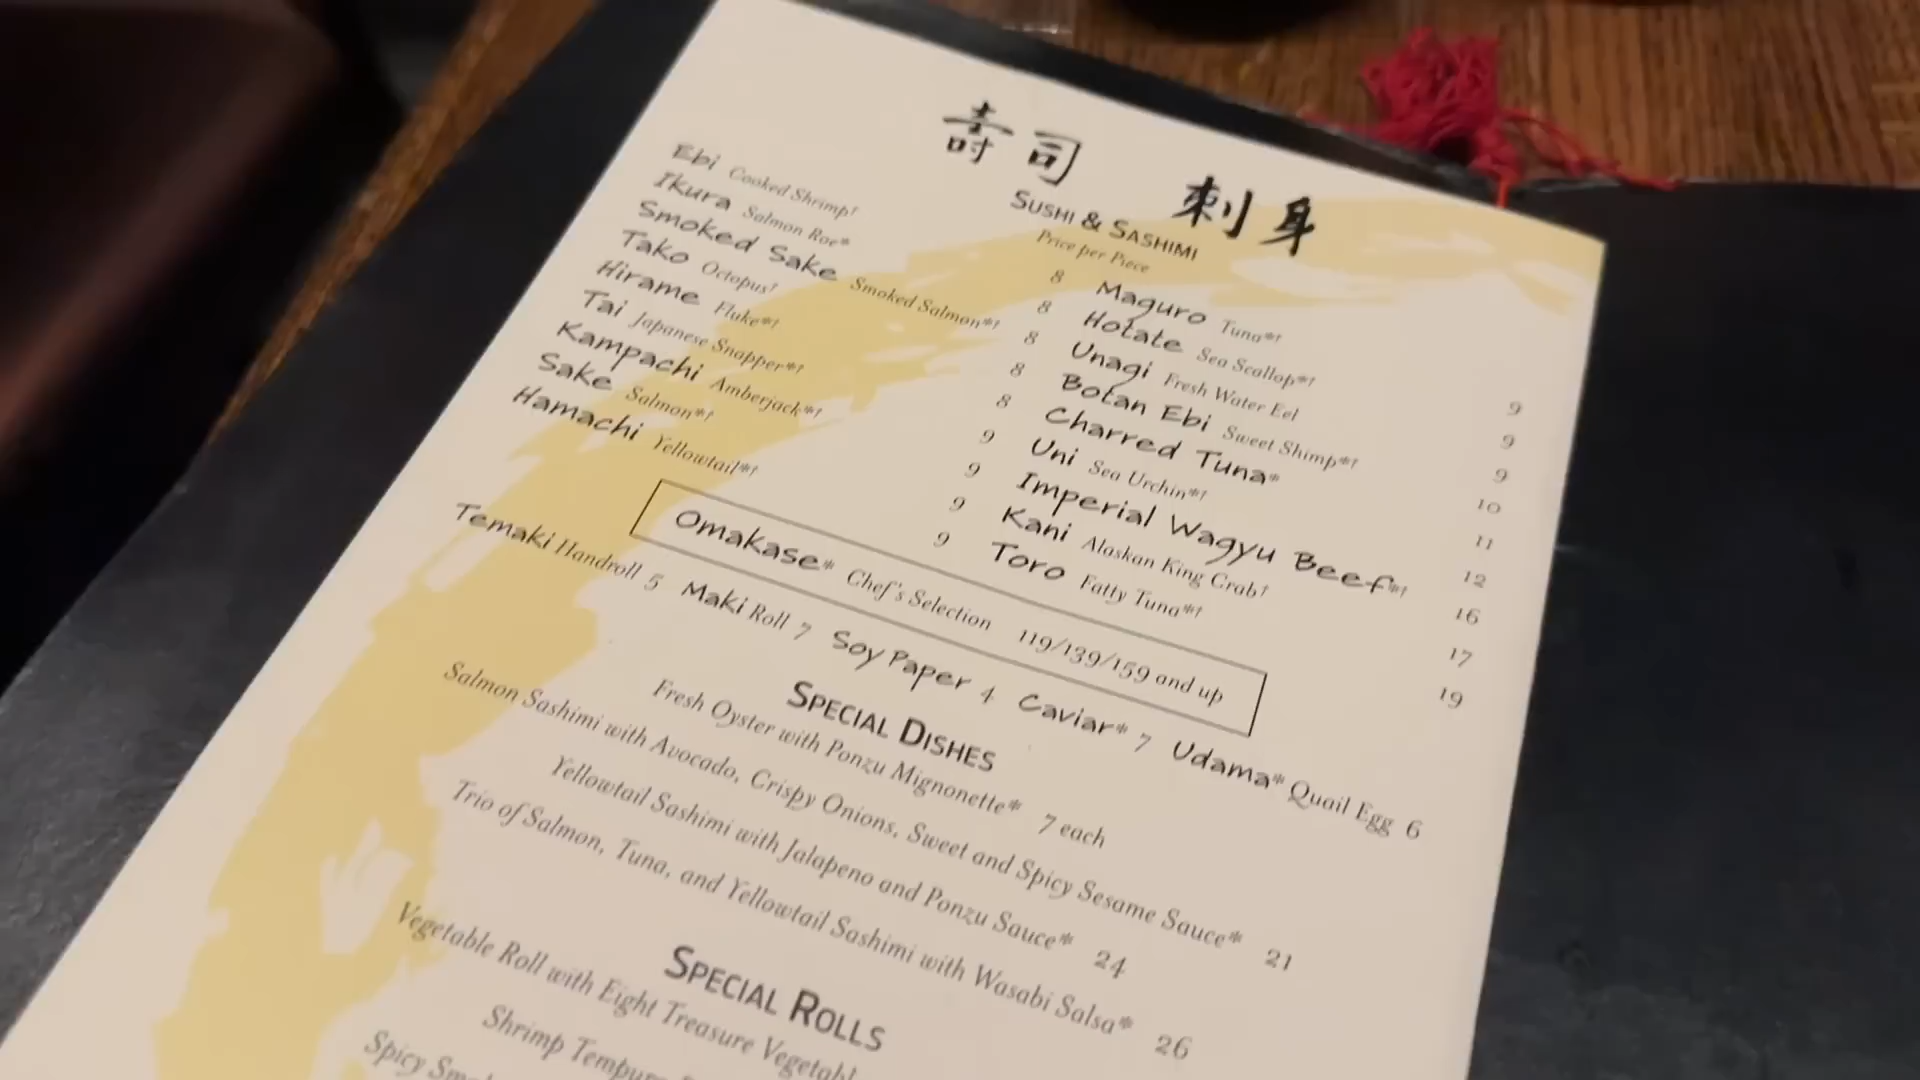 寿司 刺身
SUSHI & SASHIMI
Price per Piece
Ebi Cooked Shrimp† 8
Ikura Salmon Roe* 8
Smoked Sake Smoked Salmon*† 8
Tako Octopus† 8
Hirame Fluke*† 8
Tai Japanese Snapper*† 9
Kampachi Amberjack*† 9
Sake Salmon*† 9
Hamachi Yellowtail*† 9
Maguro Tuna*† 9
Hotate Sea Scallop*† 9
Unagi Fresh Water Eel 9
Botan Ebi Sweet Shimp*† 10
Charred Tuna* 11
Uni Sea Urchin*† 12
Imperial Wagyu Beef*† 16
Kani Alaskan King Crab† 17
Toro Fatty Tuna*† 19
Omakase* Chef's Selection 119/139/159 and up
Temaki Handroll 5 Maki Roll 7 Soy Paper 4 Caviar* 7 Udama* Quail Egg 6
SPECIAL DISHES
Fresh Oyster with Ponzu Mignonette* 7 each
Salmon Sashimi with Avocado, Crispy Onions, Sweet and Spicy Sesame Sauce* 21
Yellowtail Sashimi with Jalapeno and Ponzu Sauce* 24
Trio of Salmon, Tuna, and Yellowtail Sashimi with Wasabi Salsa* 26
SPECIAL ROLLS
Vegetable Roll with Eight Treasure Vegetabl
Shrimp Tempura
Spicy